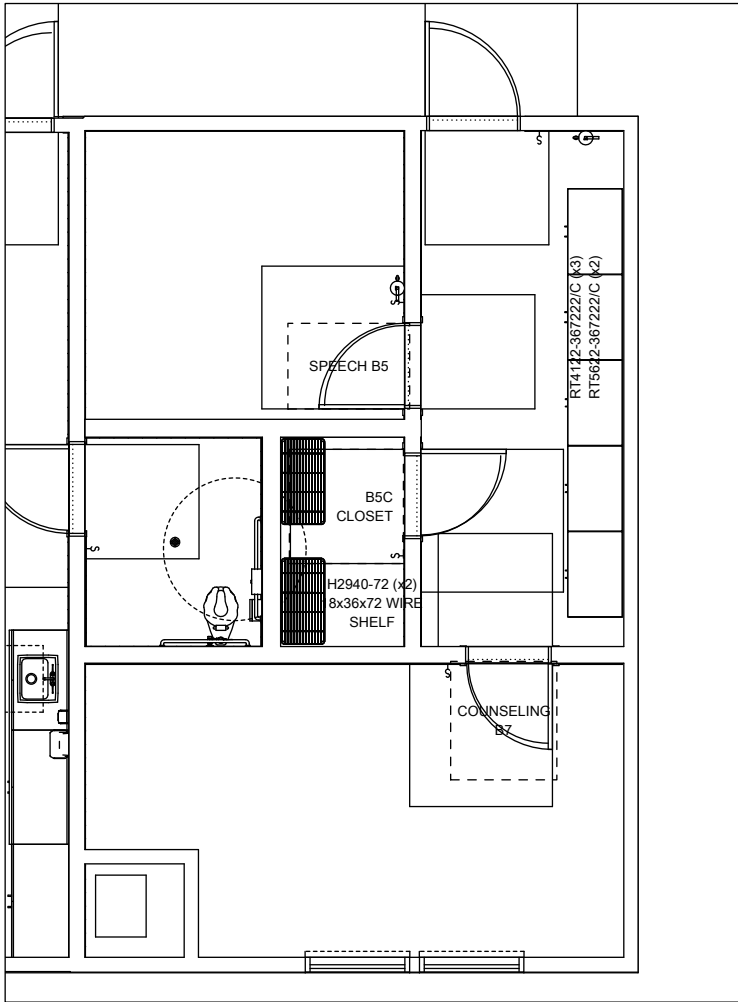 RT4122-367222/C (x3)
RT5622-367222/C (x2)
S
S
SPEECH B5
B5C
CLOSET
S
S
H2940-72 (x2)
8x36x72 WIRE
SHELF
S
COUNSELING
B7